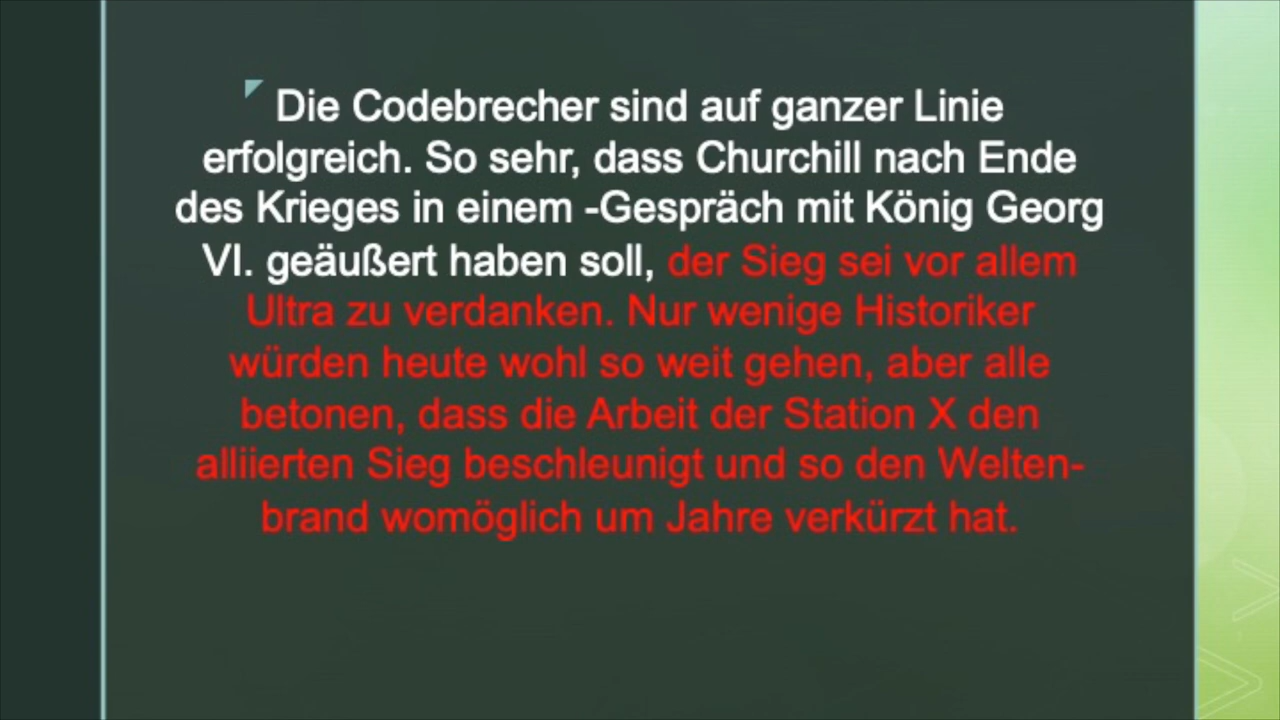 Die Codebrecher sind auf ganzer Linie
erfolgreich. So sehr, dass Churchill nach Ende
des Krieges in einem -Gespräch mit König Georg
VI. geäußert haben soll, der Sieg sei vor allem
Ultra zu verdanken. Nur wenige Historiker
würden heute wohl so weit gehen, aber alle
betonen, dass die Arbeit der Station X den
alliierten Sieg beschleunigt und so den Welten-
brand womöglich um Jahre verkürzt hat.